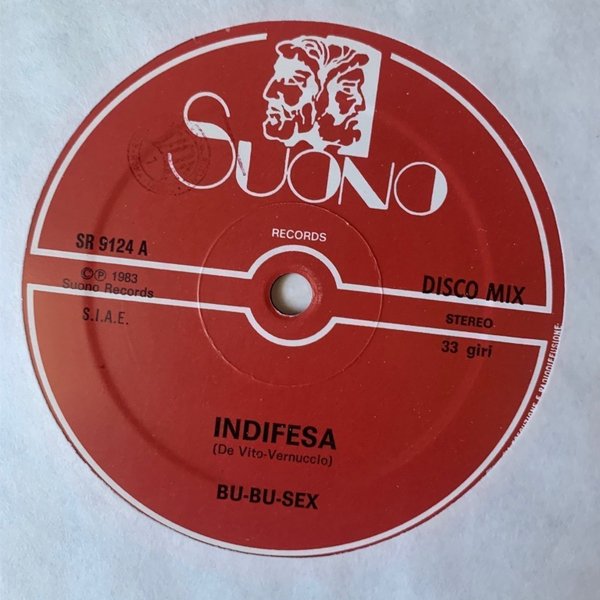 SUONO
RECORDS
SR 9124 A
©℗ 1983
Suono Records
S.I.A.E.
DISCO MIX
STEREO
33 giri
INDIFESA
(De Vito-Vernuccio)
BU-BU-SEX
E RADIODIFFUSIONE